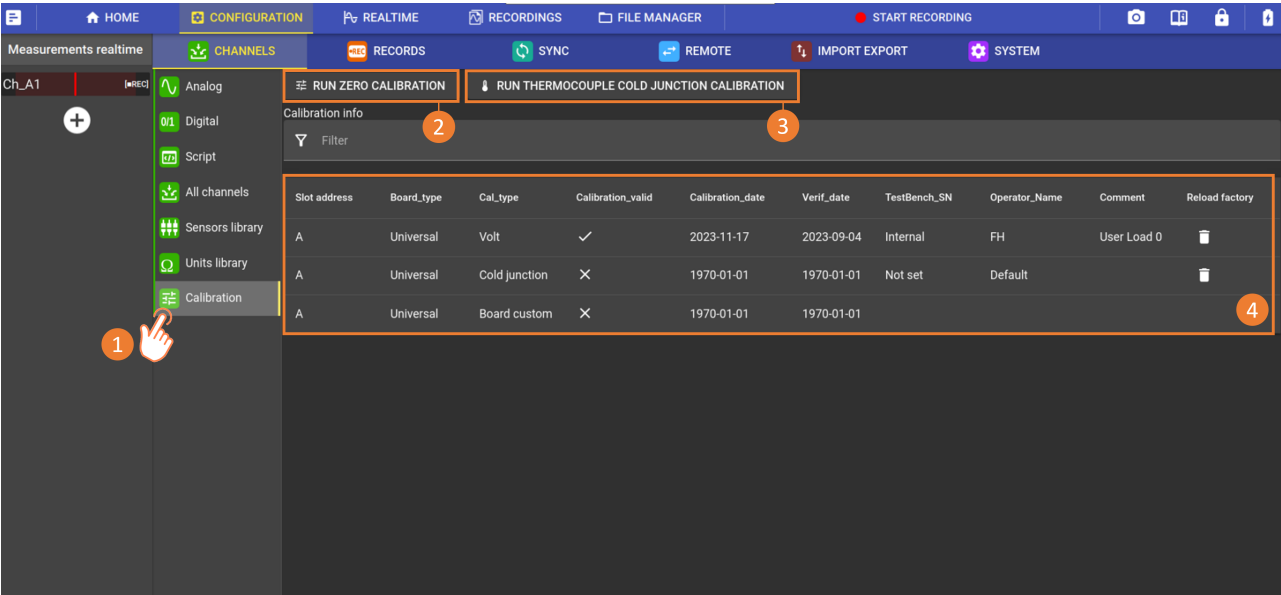 HOME CONFIGURATION REALTIME RECORDINGS FILE MANAGER START RECORDING
Measurements realtime CHANNELS REC RECORDS SYNC REMOTE IMPORT EXPORT SYSTEM
Ch_A1 [●REC] Analog RUN ZERO CALIBRATION RUN THERMOCOUPLE COLD JUNCTION CALIBRATION
Calibration info
0/1 Digital 2 3
Filter
Script
All channels
Slot address Board_type Cal_type Calibration_valid Calibration_date Verif_date TestBench_SN Operator_Name Comment Reload factory
Sensors library
A Universal Volt ✓ 2023-11-17 2023-09-04 Internal FH User Load 0
Ω Units library
A Universal Cold junction ✕ 1970-01-01 1970-01-01 Not set Default
Calibration
A Universal Board custom ✕ 1970-01-01 1970-01-01 4
1